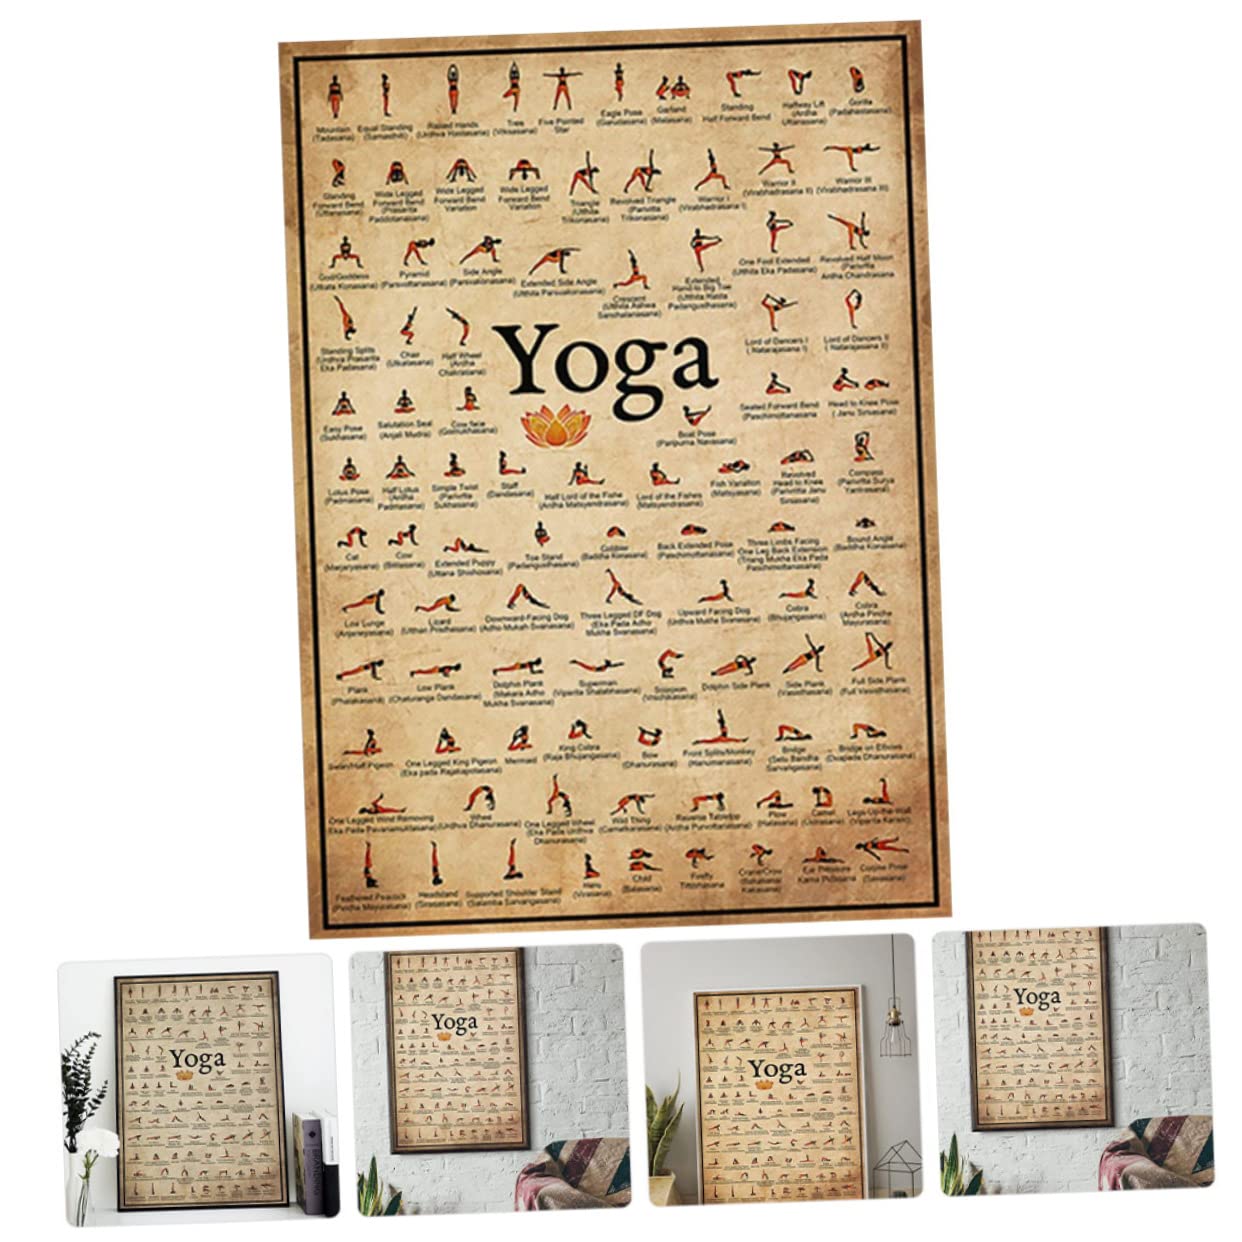 Mountain
(Tadasana)
Equal Standing
(Samasthiti)
Raised Hands
(Urdhva Hastasana)
Tree
(Vrksasana)
Five Pointed
Star
Eagle Pose
(Garudasana)
Garland
(Malasana)
Standing
Half Forward Bend
Halfway Lift
(Ardha
Uttanasana)
Gorilla
(Padahastasana)
Standing
Forward Bend
(Uttanasana)
Wide Legged
Forward Bend
(Prasarita
Paddottanasana)
Wide Legged
Forward Bend
Variation
Wide Legged
Forward Bend
Variation
Triangle
(Utthita
Trikonasana)
Revolved Triangle
(Parivrtta
Trikonasana)
Warrior I
(Virabhadrasana I)
Warrior II
(Virabhadrasana II)
Warrior III
(Virabhadrasana III)
God/Goddess
(Utkata Konasana)
Pyramid
(Parsvottanasana)
Side Angle
(Parsvakonasana)
Extended Side Angle
(Utthita Parsvakonasana)
Crescent
(Utthita Ashwa
Sanchalanasana)
Extended
Hand to Big Toe
(Utthita Hasta
Padangusthasana)
One Foot Extended
(Utthita Eka Padasana)
Revolved Half Moon
(Parivrtta
Ardha Chandrasana
Standing Splits
(Urdhva Prasarita
Eka Padasana)
Chair
(Utkatasana)
Half Wheel
(Ardha
Chakrasana)
Yoga
Lord of Dancers I
( Natarajasana I)
Lord of Dancers II
( Natarajasana II)
Easy Pose
(Sukhasana)
Salutation Seal
(Anjali Mudra)
Cow face
(Gomukhasana)
Boat Pose
(Paripurna Navasana)
Seated Forward Bend
(Paschimottanasana
Head to Knee Pose
( Janu Sirsasana)
Lotus Pose
(Padmasana)
Half Lotus
(Ardha
Padmasana)
Simple Twist
(Parivrtta
Sukhasana)
Staff
(Dandasana)
Half Lord of the Fishe
(Ardha Matsyendrasana)
Lord of the Fishes
(Matsyendrasana)
Fish Variation
(Matsyasana)
Revolved
Head to Knee
(Parivrtta Janu
Sirsasana)
Compass
(Parivrtta Surya
Yantrasana)
Cat
(Marjaryasana)
Cow
(Bitilasana)
Extended Puppy
(Uttana Shishosana)
Toe Stand
(Padangusthasana)
Cobbler
(Baddha Konasana)
Back Extended Pose
(Paschimottanasana)
Three Limbs Facing
One Leg Back Extension
(Triang Mukha Eka Pada
Paschimottanasana)
Bound Angle
(Baddha Konasana)
Low Lunge
(Anjaneyasana)
Lizard
(Utthan Pristhasana)
Downward-Facing Dog
(Adho Mukah Svanasana)
Three Legged DF Dog
(Eka Pada Adho
Mukha Svanasana)
Upward Facing Dog
(Urdhva Mukha Svanasana)
Cobra
(Bhujangasana)
Cobra
(Ardha Pincha
Mayurasana)
Plank
(Phalakasana)
Low Plank
(Chaturanga Dandasana)
Dolphin Plank
(Makara Adho
Mukha Svanasana)
Superman
(Viparita Shalabhasana)
Scorpion
(Vrschikasana)
Dolphin Side Plank
Side Plank
(Vasisthasana)
Full Side Plank
(Full Vasisthasana)
Swan/Half Pigeon
One Legged King Pigeon
(Eka pada Rajakapotasana)
Mermaid
King Cobra
(Raja Bhujangasana)
Bow
(Dhanurasana)
Front Splits/Monkey
(Hanumanasana)
Bridge
(Setu Bandha
Sarvangasana)
Bridge on Elbows
(Dvapada Dhanurasana)
One Legged Wind Removing
(Eka Pada Pavanamuktasana)
Wheel
(Urdhva Dhanurasana)
One Legged Wheel
(Eka Pada Urdhva
Dhanurasana)
Wild Thing
(Camatkarasana)
Reverse Tabletop
(Ardha Purvottanasana)
Plow
(Halasana)
Camel
(Ustrasana)
Legs-Up-the-Wall
(Viparita Karani)
Feathered Peacock
(Pincha Mayurasana)
Headstand
(Sirsasana)
Supported Shoulder Stand
(Salamba Sarvangasana)
Hero
(Virasana)
Child
(Balasana)
Firefly
Tittibhasana
Crane/Crow
(Bakasana/
Kakasana)
Ear Pressure
Karna Pidasana
Corpse Pose
(Savasana)
Yoga
Yoga
Yoga
Yoga